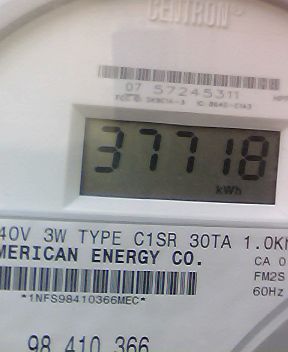 CENTRON
07 57245311
37718
kWh
40V 3W TYPE C1SR 30TA 1.0Kh
CA 0
MERICAN ENERGY CO.
FM2S
60Hz
*1NFS98410366MEC*
98 410 366